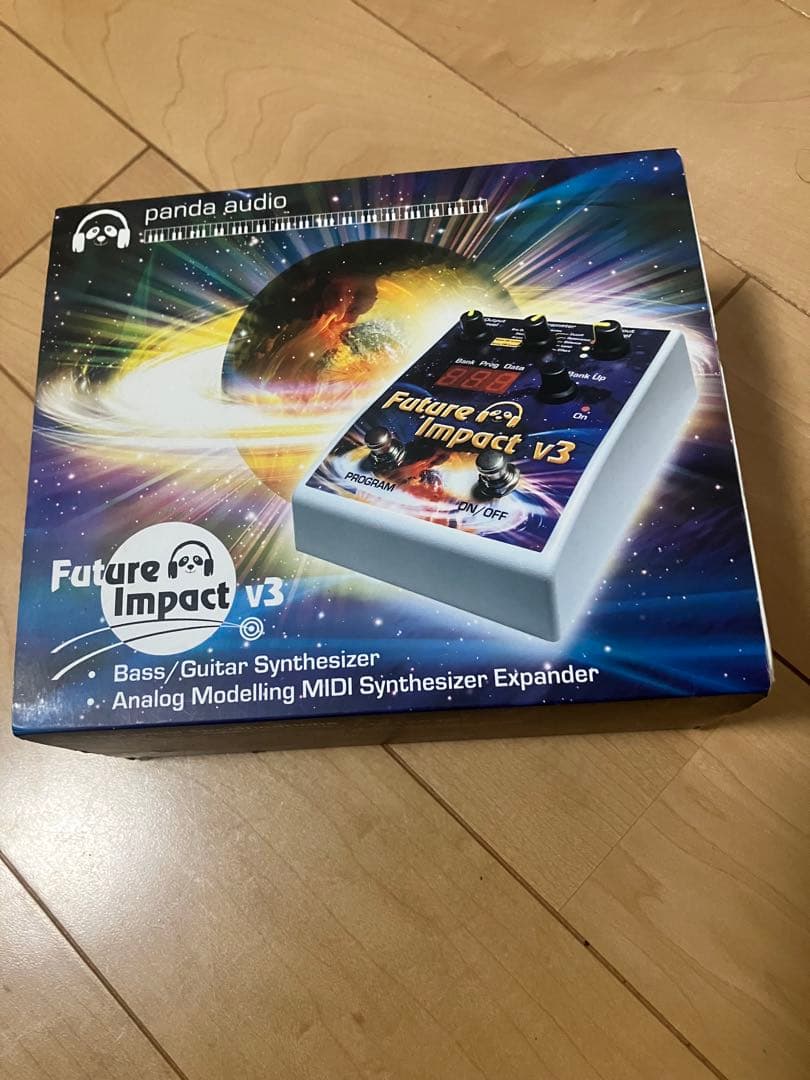 panda audio
Output
Bank Prog Data
Bank Up
888
On
Future
Impact v3
PROGRAM
ON/OFF
Future
Impact v3
• Bass/Guitar Synthesizer
• Analog Modelling MIDI Synthesizer Expander